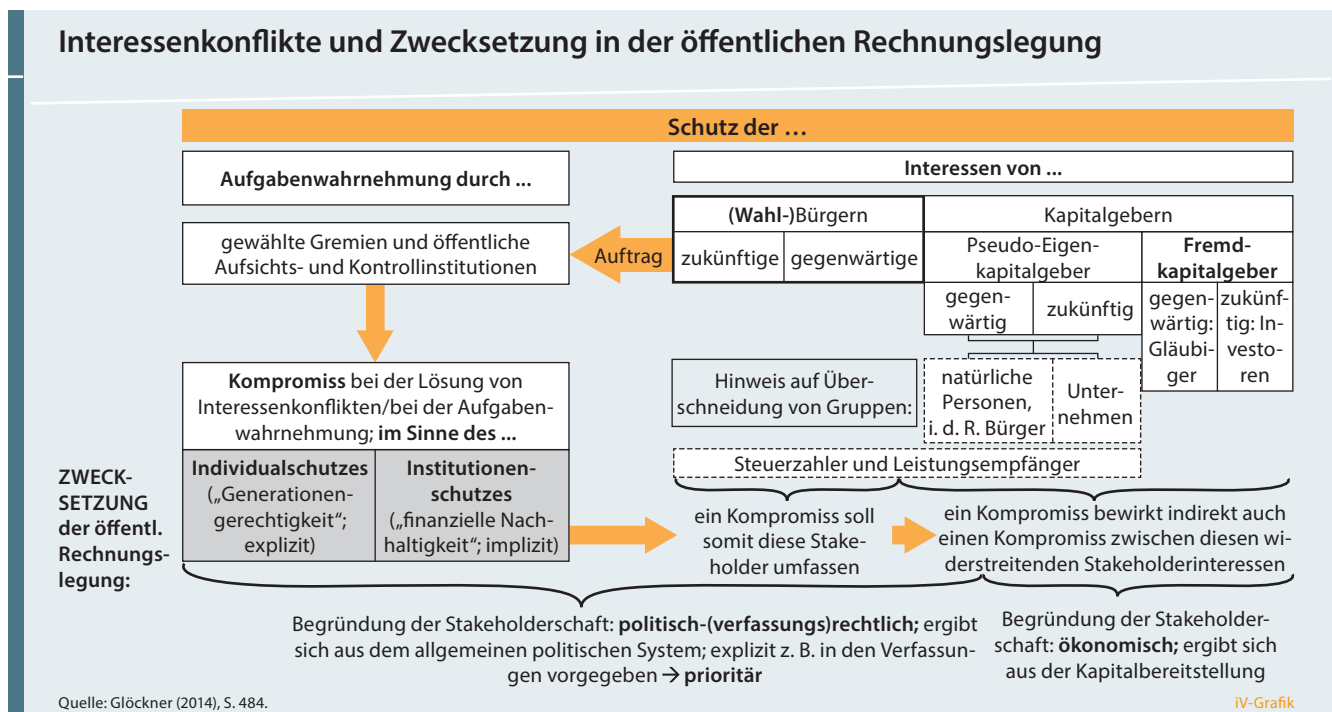 Interessenkonflikte und Zwecksetzung in der öffentlichen Rechnungslegung
Schutz der …
Aufgabenwahrnehmung durch ...
Interessen von ...
(Wahl-)Bürgern
Kapitalgebern
gewählte Gremien und öffentliche
Aufsichts- und Kontrollinstitutionen
Auftrag
zukünftige
gegenwärtige
Pseudo-Eigen-
kapitalgeber
Fremd-
kapitalgeber
gegen-
wärtig
zukünftig
gegen-
wärtig:
Gläubi-
ger
zukünf-
tig: In-
vesto-
ren
Kompromiss bei der Lösung von
Interessenkonflikten/bei der Aufgaben-
wahrnehmung; im Sinne des ...
Hinweis auf Über-
schneidung von Gruppen:
natürliche
Personen,
i. d. R. Bürger
Unter-
nehmen
Steuerzahler und Leistungsempfänger
ZWECK-
SETZUNG
der öffentl.
Rechnungs-
legung:
Individualschutzes
(„Generationen-
gerechtigkeit“;
explizit)
Institutionen-
schutzes
(„finanzielle Nach-
haltigkeit“; implizit)
ein Kompromiss soll
somit diese Stake-
holder umfassen
ein Kompromiss bewirkt indirekt auch
einen Kompromiss zwischen diesen wi-
derstreitenden Stakeholderinteressen
Begründung der Stakeholderschaft: politisch-(verfassungs)rechtlich; ergibt
sich aus dem allgemeinen politischen System; explizit z. B. in den Verfassun-
gen vorgegeben → prioritär
Begründung der Stakeholder-
schaft: ökonomisch; ergibt sich
aus der Kapitalbereitstellung
Quelle: Glöckner (2014), S. 484.
iV-Grafik